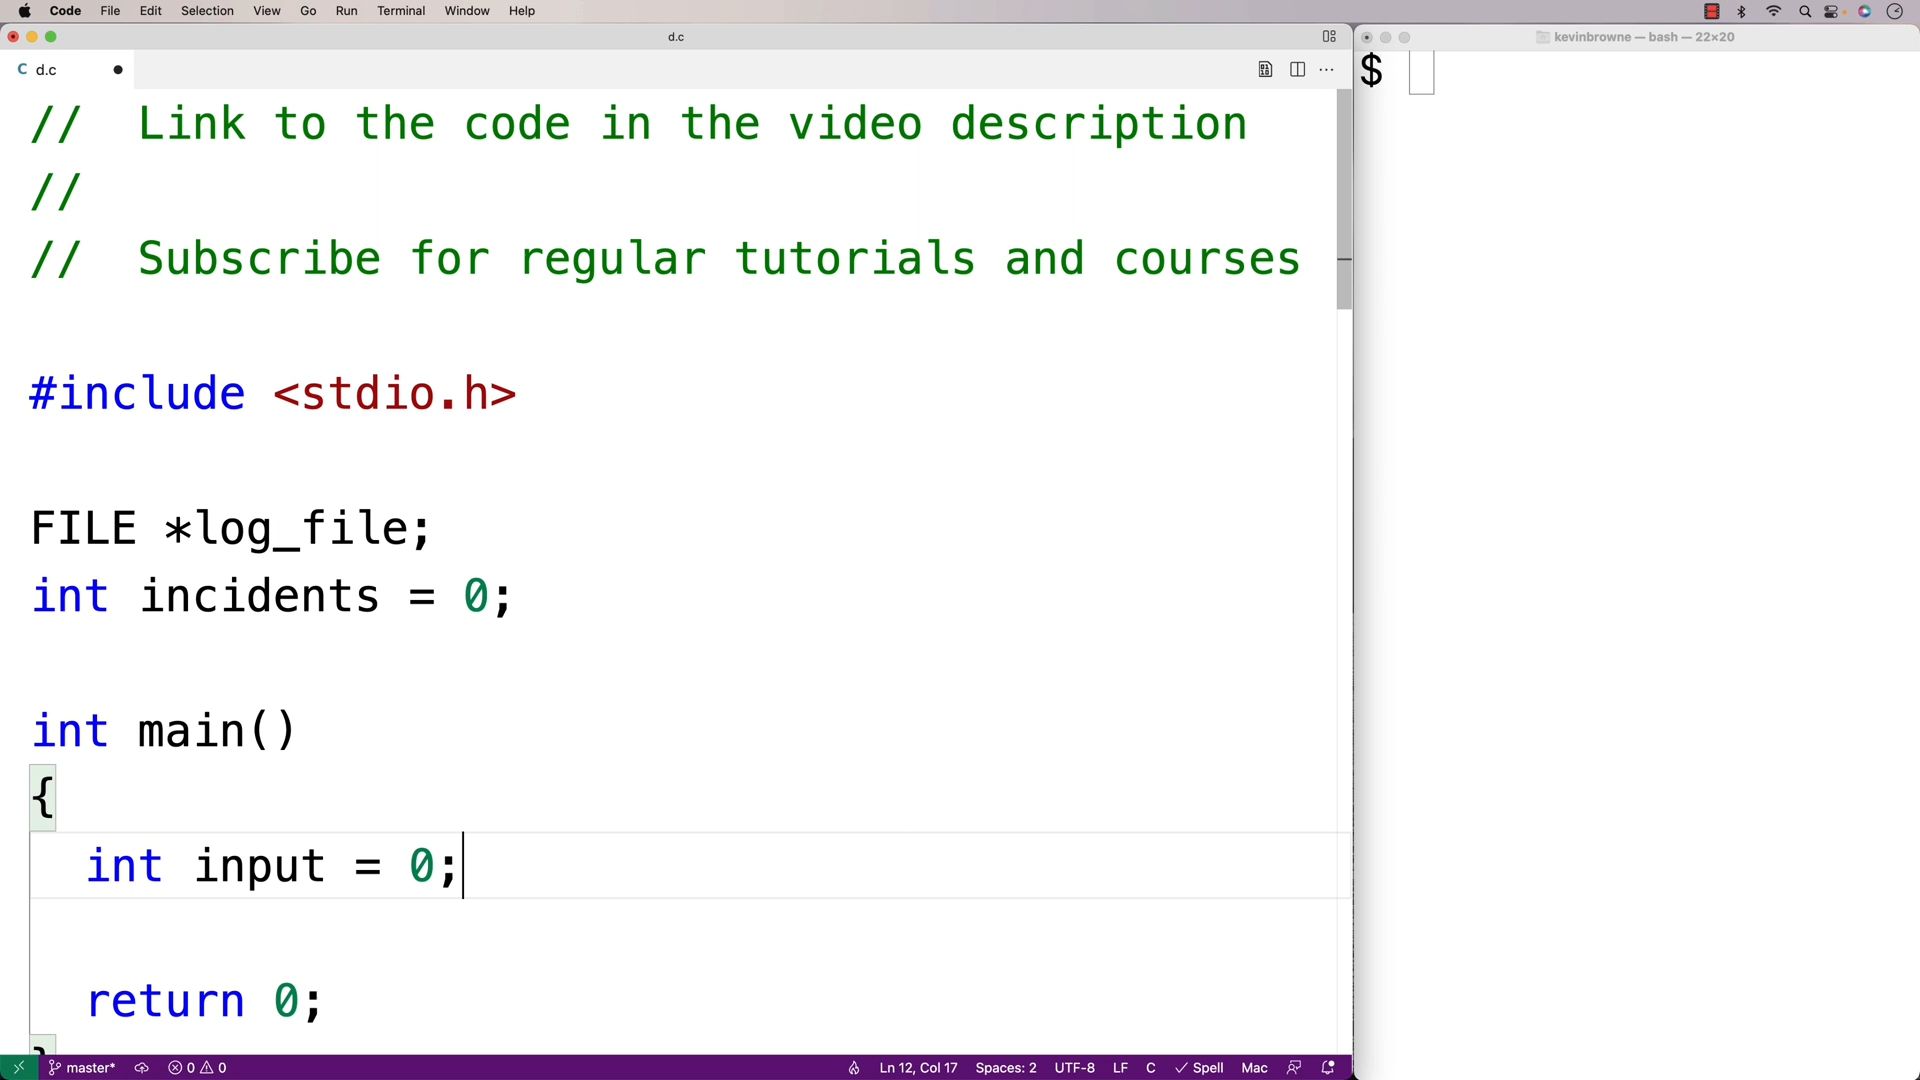 Code File Edit Selection View Go Run Terminal Window Help
d.c
kevinbrowne — bash — 22×20
C d.c
$
// Link to the code in the video description
//
// Subscribe for regular tutorials and courses
#include <stdio.h>
FILE *log_file;
int incidents = 0;
int main()
{
int input = 0;
return 0;
}
master* 0 0 Ln 12, Col 17 Spaces: 2 UTF-8 LF C Spell Mac